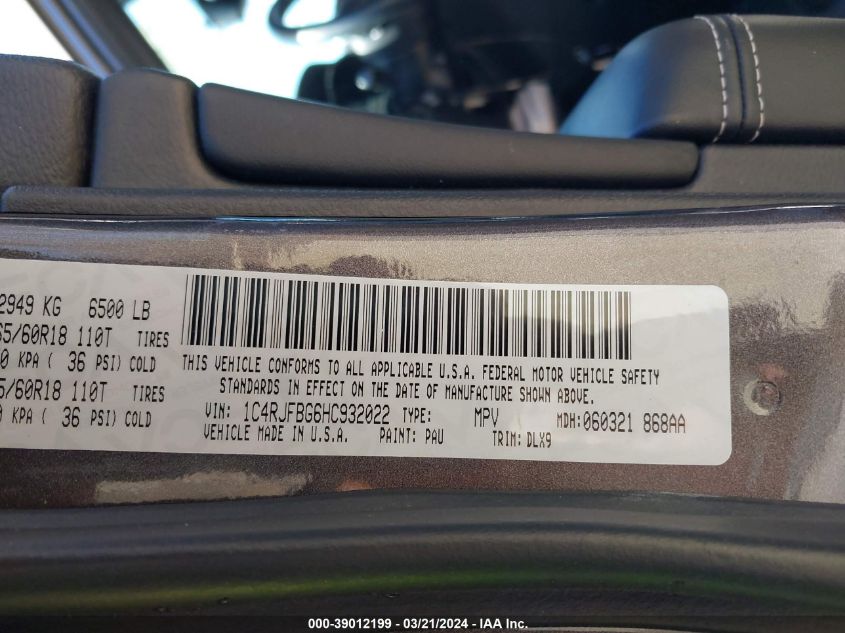 2949 KG 6500 LB
65/60R18 110T TIRES
0 KPA ( 36 PSI) COLD
5/60R18 110T TIRES
0 KPA ( 36 PSI) COLD
THIS VEHICLE CONFORMS TO ALL APPLICABLE U.S.A. FEDERAL MOTOR VEHICLE SAFETY
STANDARDS IN EFFECT ON THE DATE OF MANUFACTURE SHOWN ABOVE.
VIN: 1C4RJFBG6HC932022 TYPE: MPV MDH:060321 868AA
VEHICLE MADE IN U.S.A. PAINT: PAU TRIM: DLX9
000-39012199 - 03/21/2024 - IAA Inc.